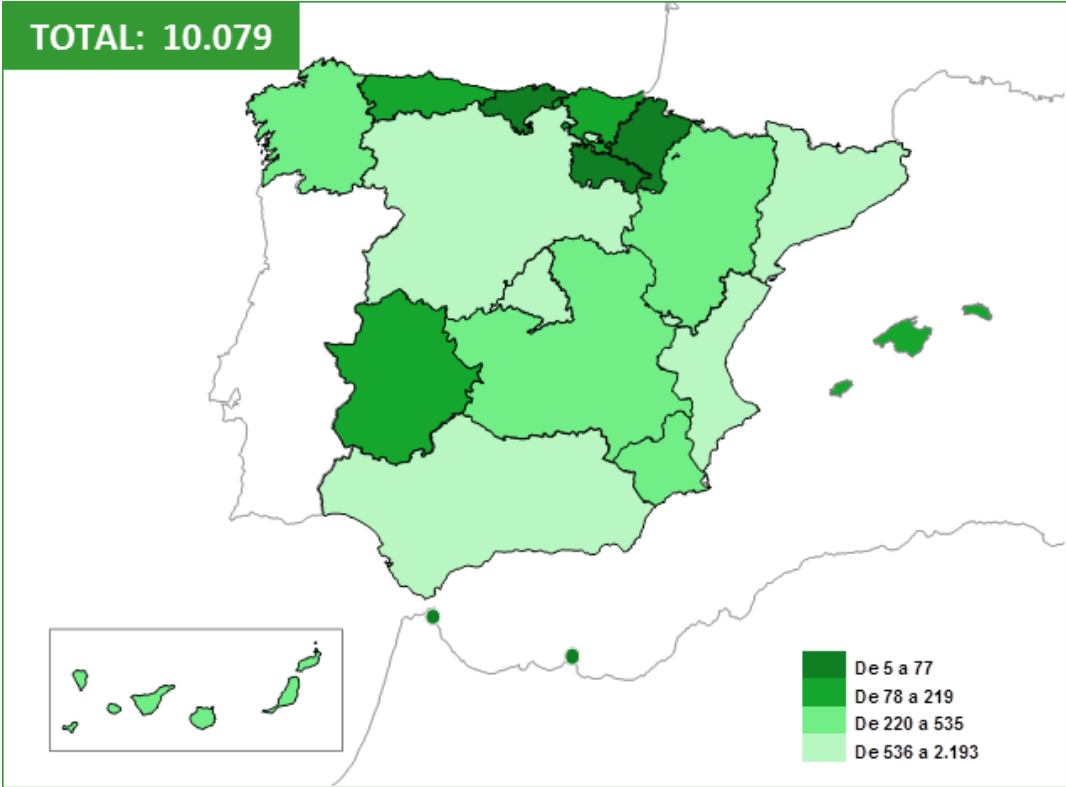 TOTAL: 10.079
De 5 a 77
De 78 a 219
De 220 a 535
De 536 a 2.193